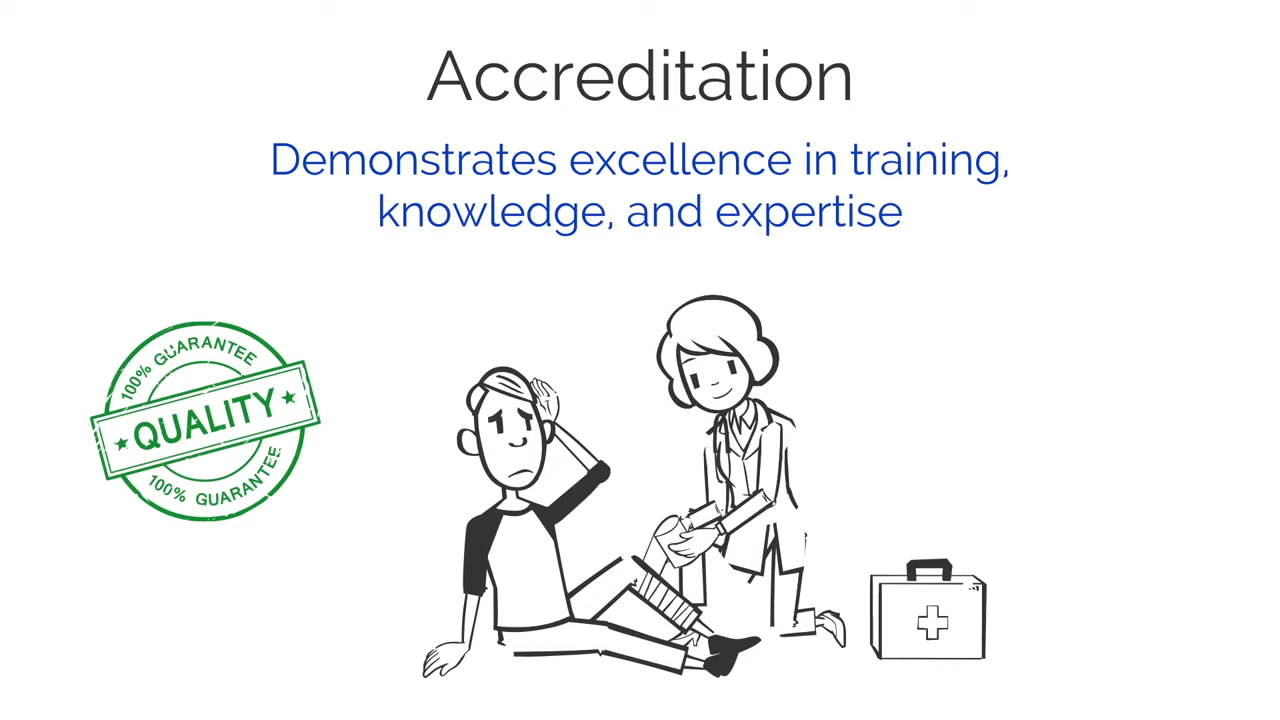 Accreditation
Demonstrates excellence in training,
knowledge, and expertise
100% GUARANTEE
QUALITY
100% GUARANTEE